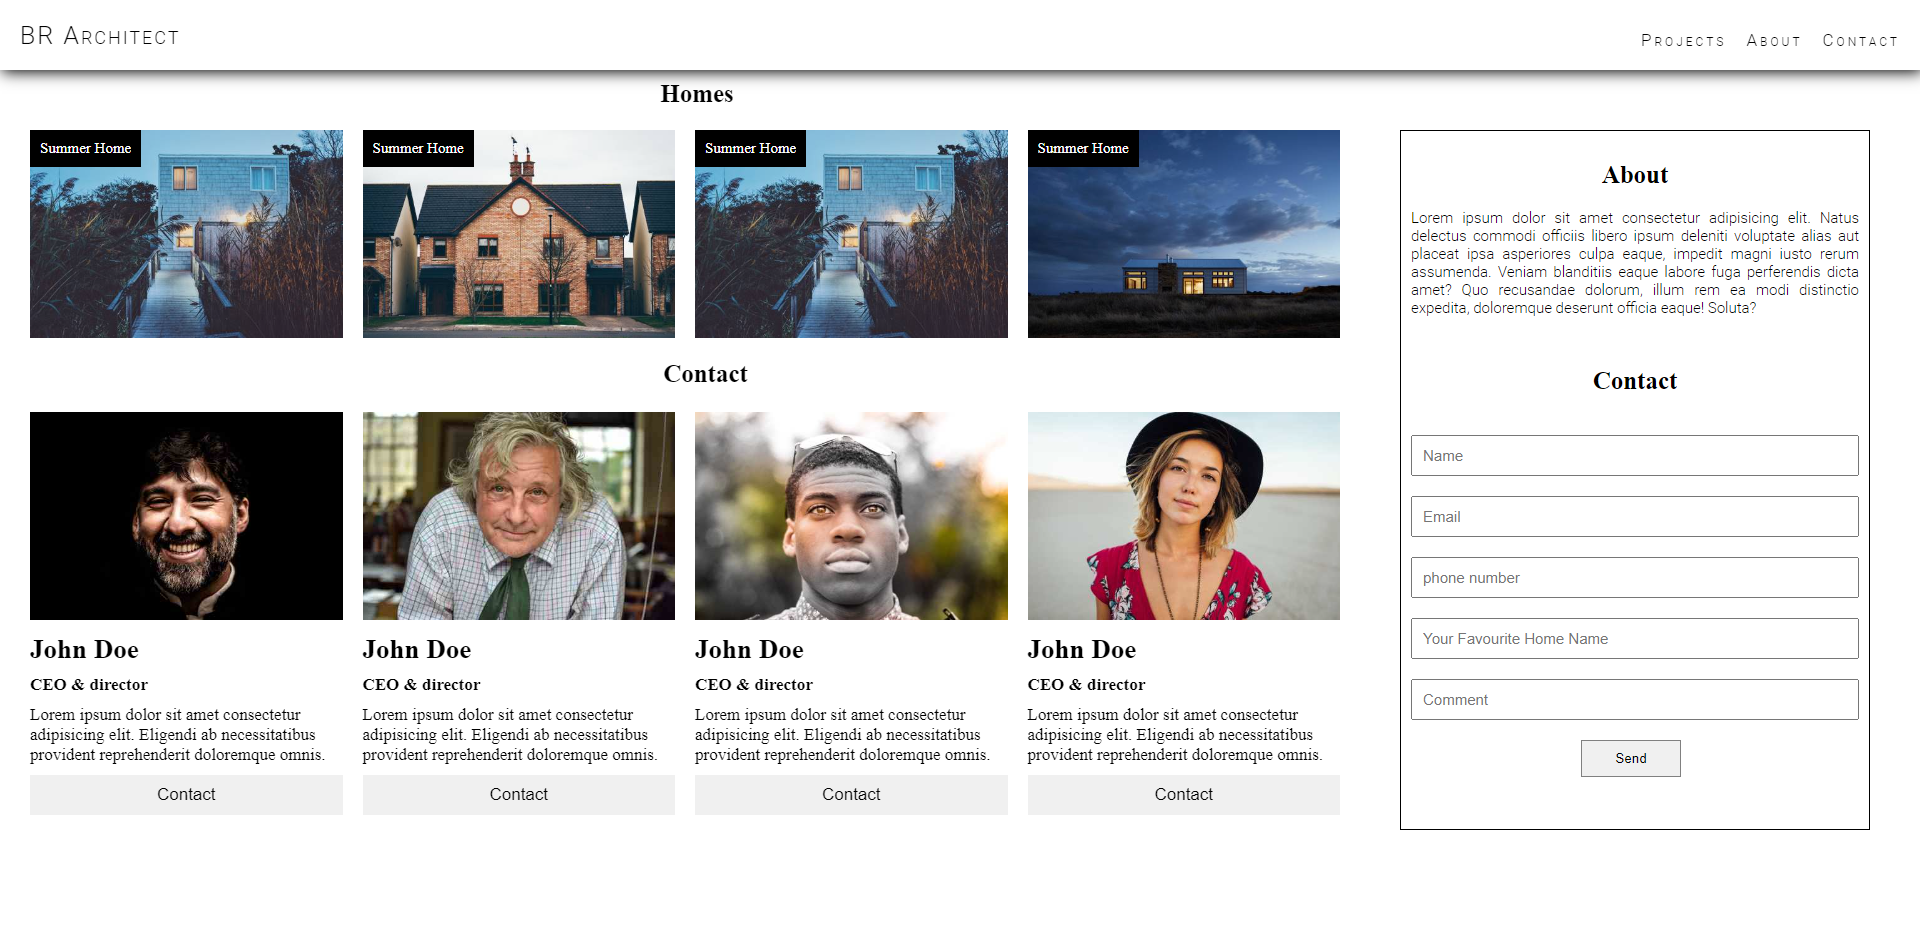 BR Architect
Projects About Contact
Homes
Summer Home
Summer Home
Summer Home
Summer Home
Contact
John Doe
CEO & director
Lorem ipsum dolor sit amet consectetur
adipisicing elit. Eligendi ab necessitatibus
provident reprehenderit doloremque omnis.
Contact
John Doe
CEO & director
Lorem ipsum dolor sit amet consectetur
adipisicing elit. Eligendi ab necessitatibus
provident reprehenderit doloremque omnis.
Contact
John Doe
CEO & director
Lorem ipsum dolor sit amet consectetur
adipisicing elit. Eligendi ab necessitatibus
provident reprehenderit doloremque omnis.
Contact
John Doe
CEO & director
Lorem ipsum dolor sit amet consectetur
adipisicing elit. Eligendi ab necessitatibus
provident reprehenderit doloremque omnis.
Contact
About
Lorem ipsum dolor sit amet consectetur adipisicing elit. Natus
delectus commodi officiis libero ipsum deleniti voluptate alias aut
placeat ipsa asperiores culpa eaque, impedit magni iusto rerum
assumenda. Veniam blanditiis eaque labore fuga perferendis dicta
amet? Quo recusandae dolorum, illum rem ea modi distinctio
expedita, doloremque deserunt officia eaque! Soluta?
Contact
Name
Email
phone number
Your Favourite Home Name
Comment
Send